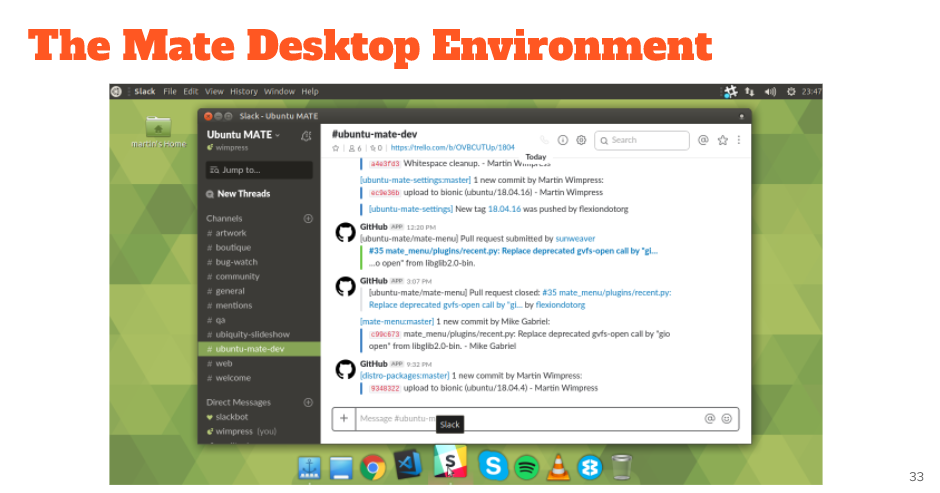 The Mate Desktop Environment
Slack File Edit View History Window Help
23:47
martin's Home
Slack - Ubuntu MATE
Ubuntu MATE
wimpress
Jump to...
New Threads
Channels
# artwork
# boutique
# bug-watch
# community
# general
# mentions
# qa
# ubiquity-slideshow
# ubuntu-mate-dev
# web
# welcome
Direct Messages
slackbot
wimpress (you)
#ubuntu-mate-dev
6 | 0 | https://trello.com/b/OVBCUTUp/1804
Search
Today
a4e3fd3 Whitespace cleanup. - Martin Wimpress
[ubuntu-mate-settings:master] 1 new commit by Martin Wimpress:
ec9e36b upload to bionic (ubuntu/18.04.16) - Martin Wimpress
[ubuntu-mate-settings] New tag 18.04.16 was pushed by flexiondotorg
GitHub APP 12:20 PM
[ubuntu-mate/mate-menu] Pull request submitted by sunweaver
#35 mate_menu/plugins/recent.py: Replace deprecated gvfs-open call by "gi...
...o open" from libglib2.0-bin.
GitHub APP 3:07 PM
[ubuntu-mate/mate-menu] Pull request closed: #35 mate_menu/plugins/recent.py:
Replace deprecated gvfs-open call by "gi... by flexiondotorg
[mate-menu:master] 1 new commit by Mike Gabriel:
c99c673 mate_menu/plugins/recent.py: Replace deprecated gvfs-open call by "gio
open" from libglib2.0-bin. - Mike Gabriel
GitHub APP 9:32 PM
[distro-packages:master] 1 new commit by Martin Wimpress:
9348322 upload to bionic (ubuntu/18.04.4) - Martin Wimpress
Message #ubuntu-m
Slack
33